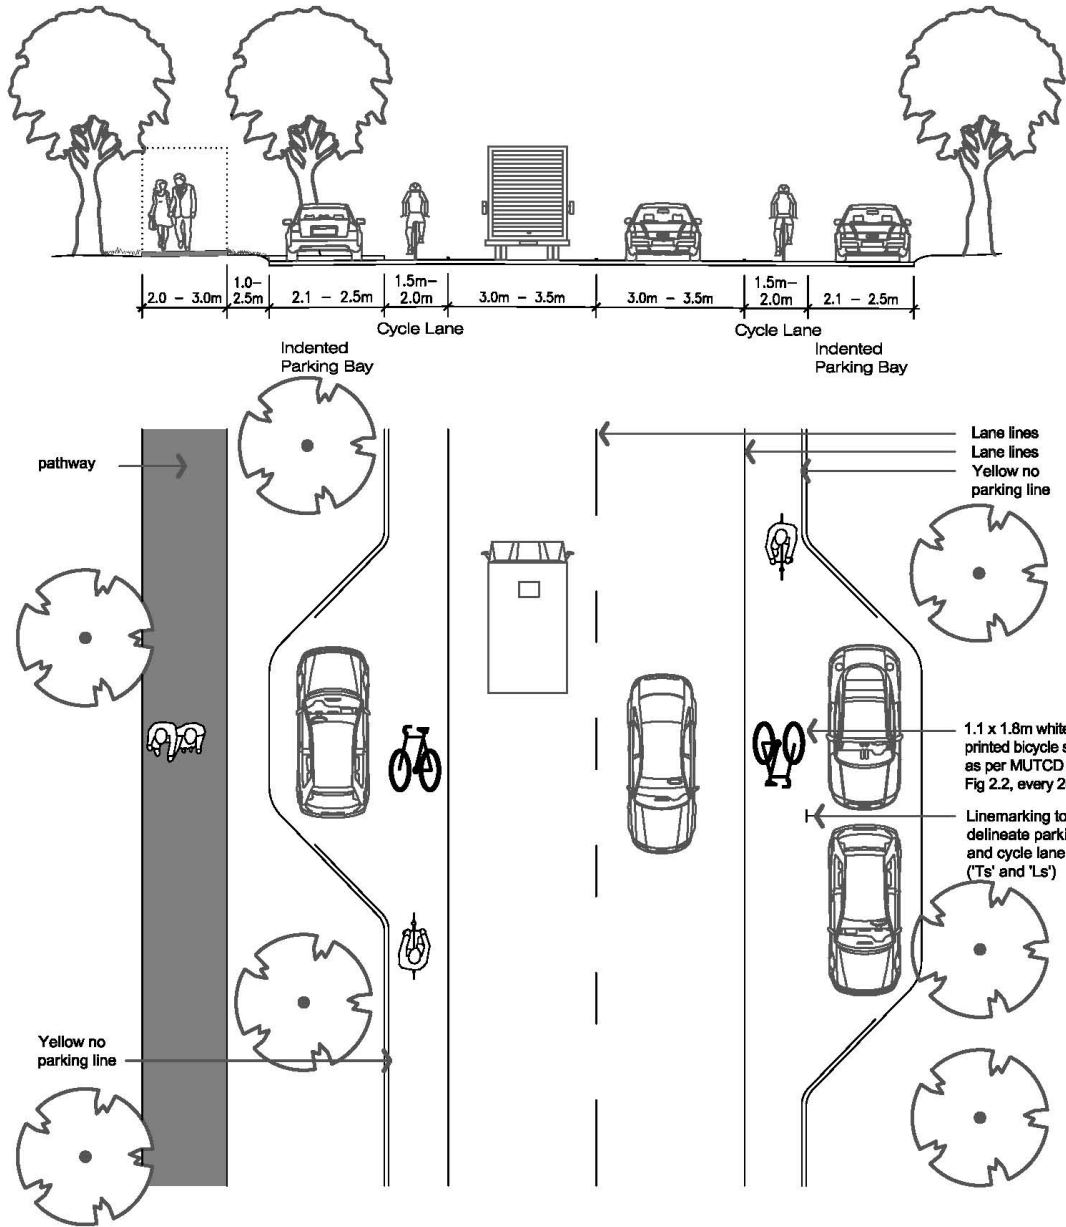 1.0-
1.5m-
1.5m-
2.0 - 3.0m
2.5m
2.1 - 2.5m
2.0m
3.0m - 3.5m
3.0m - 3.5m
2.0m
2.1 - 2.5m
Cycle Lane
Cycle Lane
Indented
Parking Bay
Indented
Parking Bay
pathway
Lane lines
Lane lines
Yellow no
parking line
1.1 x 1.8m white
printed bicycle s
as per MUTCD
Fig 2.2, every 2
Linemarking to
delineate parki
and cycle lane
('Ts' and 'Ls')
Yellow no
parking line